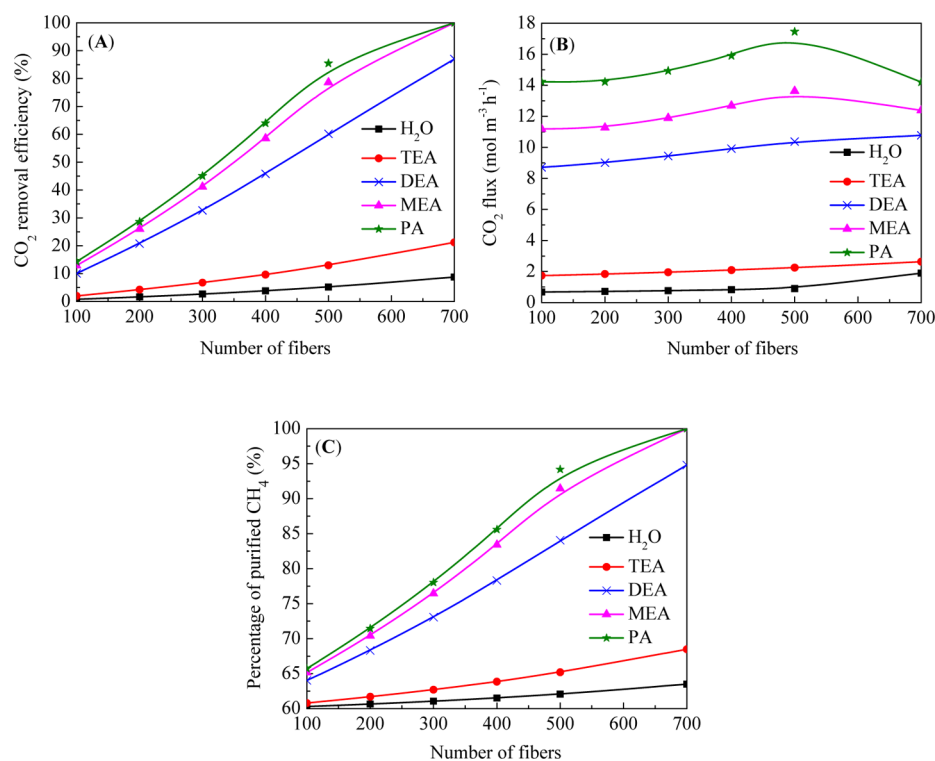 (A)
CO2 removal efficiency (%)
100
90
80
70
60
50
40
30
20
10
0
H2O
TEA
DEA
MEA
PA
100 200 300 400 500 600 700
Number of fibers
(B)
CO2 flux (mol m-3 h-1)
18
16
14
12
10
8
6
4
2
0
H2O
TEA
DEA
MEA
PA
100 200 300 400 500 600 700
Number of fibers
(C)
Percentage of purified CH4 (%)
100
95
90
85
80
75
70
65
60
H2O
TEA
DEA
MEA
PA
100 200 300 400 500 600 700
Number of fibers